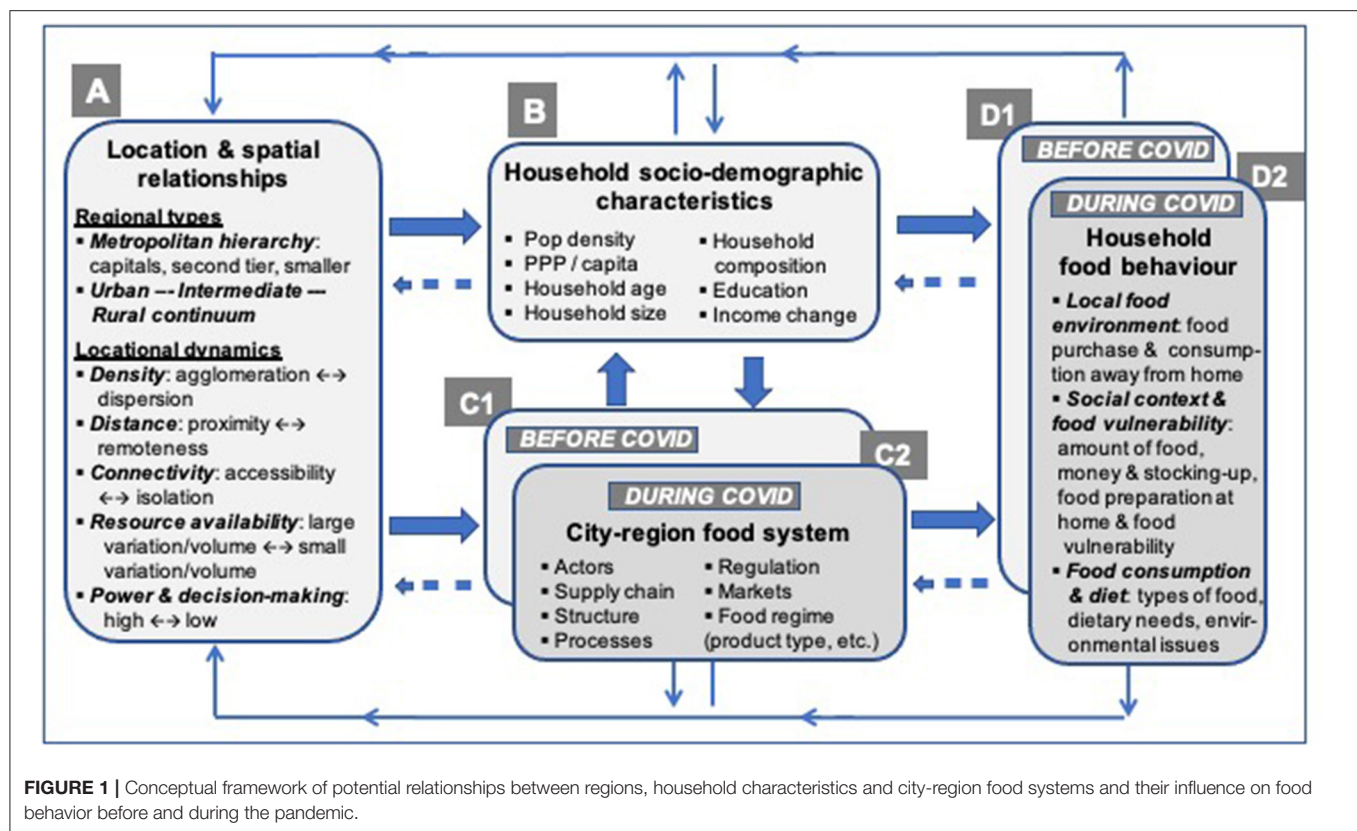 A
Location & spatial
relationships
Regional types
▪ Metropolitan hierarchy:
capitals, second tier, smaller
▪ Urban --- Intermediate ---
Rural continuum
Locational dynamics
▪ Density: agglomeration ←→
dispersion
▪ Distance: proximity ←→
remoteness
▪ Connectivity: accessibility
←→ isolation
▪ Resource availability: large
variation/volume ←→ small
variation/volume
▪ Power & decision-making:
high ←→ low
B
Household socio-demographic
characteristics
▪ Pop density
▪ PPP / capita
▪ Household age
▪ Household size
▪ Household
composition
▪ Education
▪ Income change
C1
BEFORE COVID
C2
DURING COVID
City-region food system
▪ Actors
▪ Supply chain
▪ Structure
▪ Processes
▪ Regulation
▪ Markets
▪ Food regime
(product type, etc.)
D1
BEFORE COVID
D2
DURING COVID
Household
food behaviour
▪ Local food
environment: food
purchase & consump-
tion away from home
▪ Social context &
food vulnerability:
amount of food,
money & stocking-up,
food preparation at
home & food
vulnerability
▪ Food consumption
& diet: types of food,
dietary needs, envir-
onmental issues
FIGURE 1 | Conceptual framework of potential relationships between regions, household characteristics and city-region food systems and their influence on food
behavior before and during the pandemic.